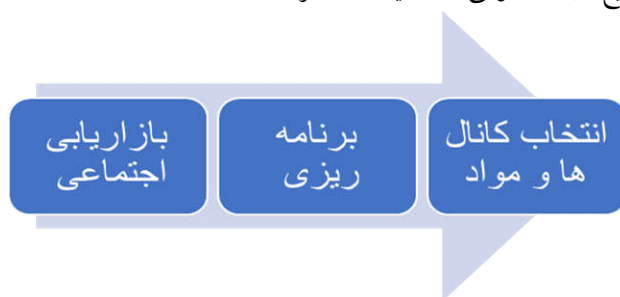 بازاریابی
اجتماعی
برنامه
ریزی
انتخاب کانال
ها و مواد